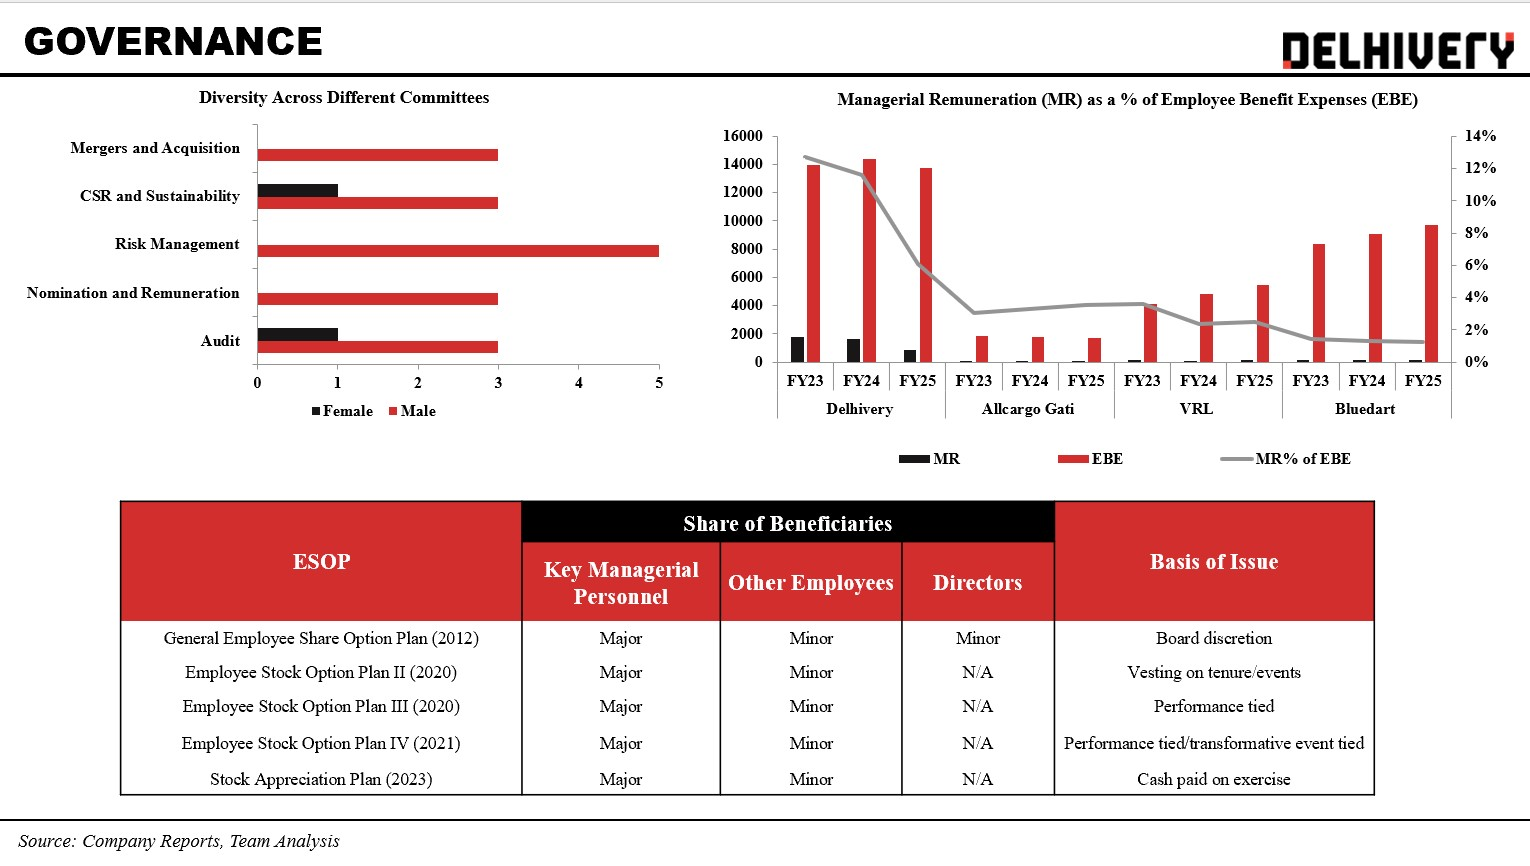 GOVERNANCE
DELHIVERY
Diversity Across Different Committees
Mergers and Acquisition
CSR and Sustainability
Risk Management
Nomination and Remuneration
Audit
0 1 2 3 4 5
Female Male
Managerial Remuneration (MR) as a % of Employee Benefit Expenses (EBE)
16000 14%
14000 12%
12000 10%
10000 8%
8000 6%
6000 4%
4000 2%
2000 0%
0
FY23 FY24 FY25 FY23 FY24 FY25 FY23 FY24 FY25 FY23 FY24 FY25
Delhivery Allcargo Gati VRL Bluedart
MR EBE MR% of EBE
ESOP
Share of Beneficiaries
Basis of Issue
Key Managerial
Personnel
Other Employees
Directors
General Employee Share Option Plan (2012) Major Minor Minor Board discretion
Employee Stock Option Plan II (2020) Major Minor N/A Vesting on tenure/events
Employee Stock Option Plan III (2020) Major Minor N/A Performance tied
Employee Stock Option Plan IV (2021) Major Minor N/A Performance tied/transformative event tied
Stock Appreciation Plan (2023) Major Minor N/A Cash paid on exercise
Source: Company Reports, Team Analysis